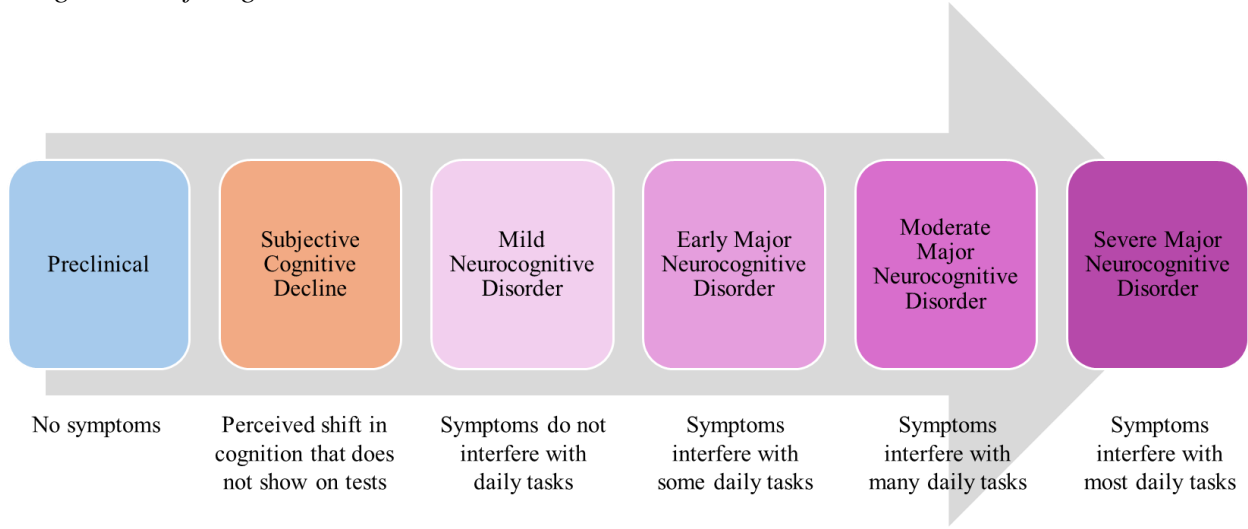 Preclinical
Subjective
Cognitive
Decline
Mild
Neurocognitive
Disorder
Early Major
Neurocognitive
Disorder
Moderate
Major
Neurocognitive
Disorder
Severe Major
Neurocognitive
Disorder
No symptoms
Perceived shift in
cognition that does
not show on tests
Symptoms do not
interfere with
daily tasks
Symptoms
interfere with
some daily tasks
Symptoms
interfere with
many daily tasks
Symptoms
interfere with
most daily tasks